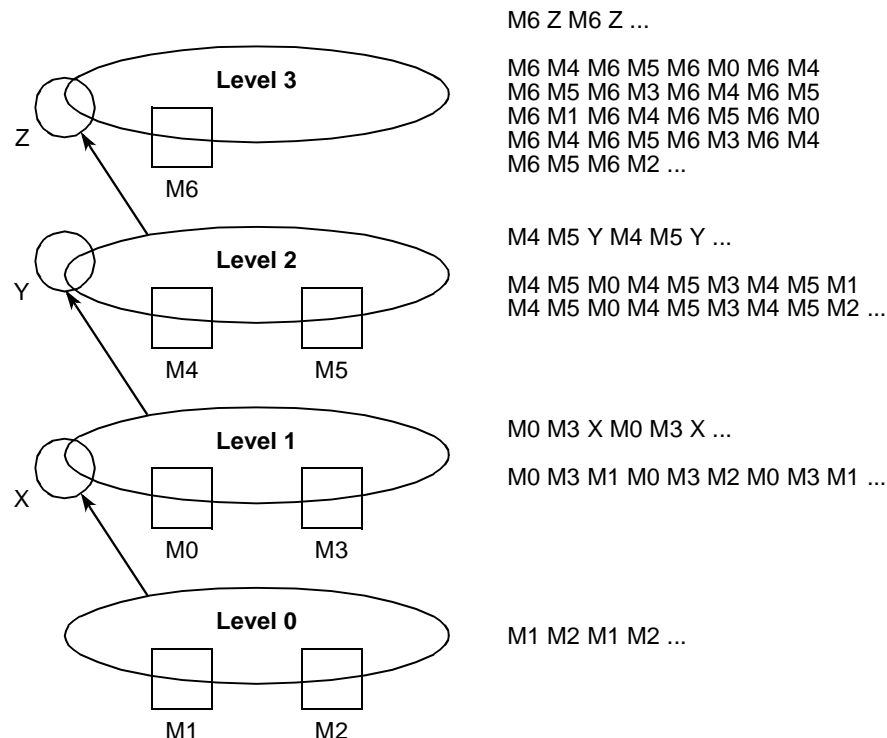 M6 Z M6 Z ...
Level 3
M6 M4 M6 M5 M6 M0 M6 M4
M6 M5 M6 M3 M6 M4 M6 M5
M6 M1 M6 M4 M6 M5 M6 M0
M6 M4 M6 M5 M6 M3 M6 M4
M6 M5 M6 M2 ...
Z
M6
Level 2
M4 M5 Y M4 M5 Y ...
Y
M4 M5 M0 M4 M5 M3 M4 M5 M1
M4 M5 M0 M4 M5 M3 M4 M5 M2 ...
M4
M5
Level 1
M0 M3 X M0 M3 X ...
M0 M3 M1 M0 M3 M2 M0 M3 M1 ...
X
M0
M3
Level 0
M1 M2 M1 M2 ...
M1
M2